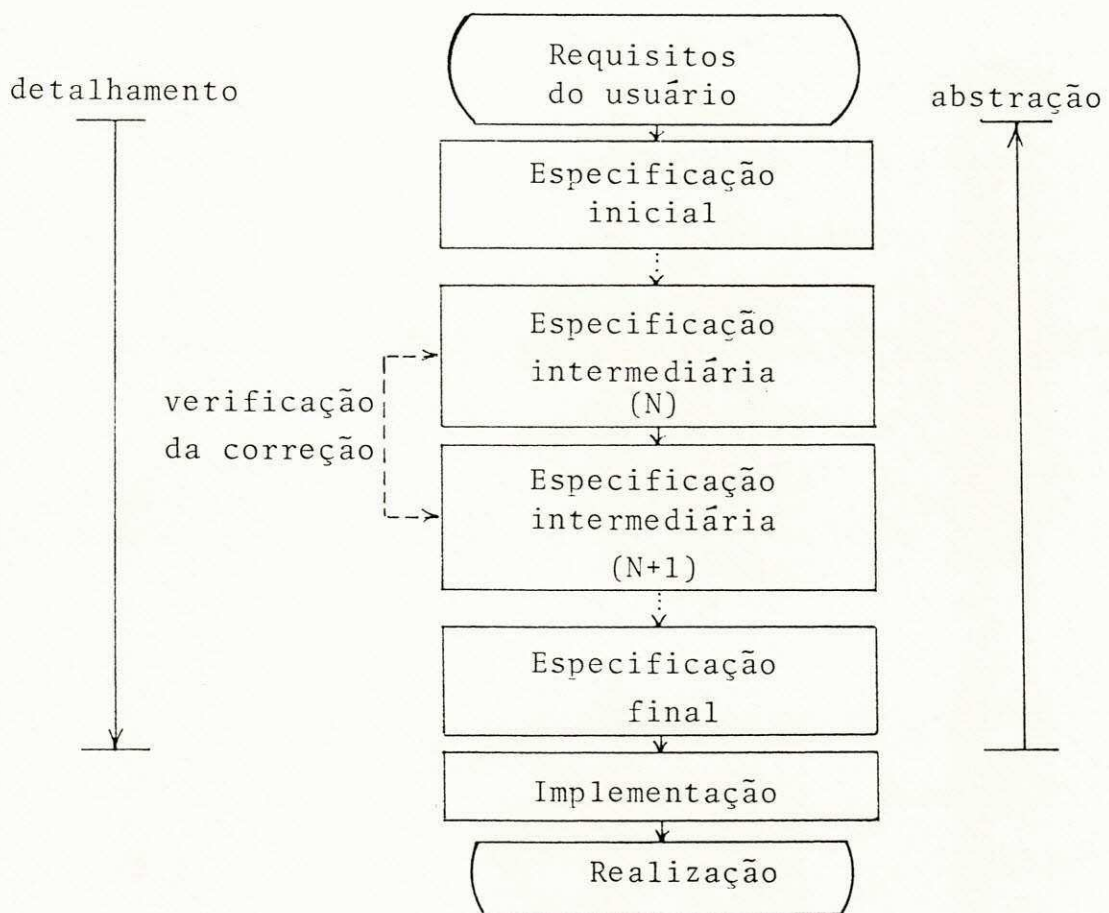 Requisitos
do usuário
detalhamento
abstração
Especificação
inicial
Especificação
intermediária
(N)
verificação
da correção
Especificação
intermediária
(N+1)
Especificação
final
Implementação
Realização